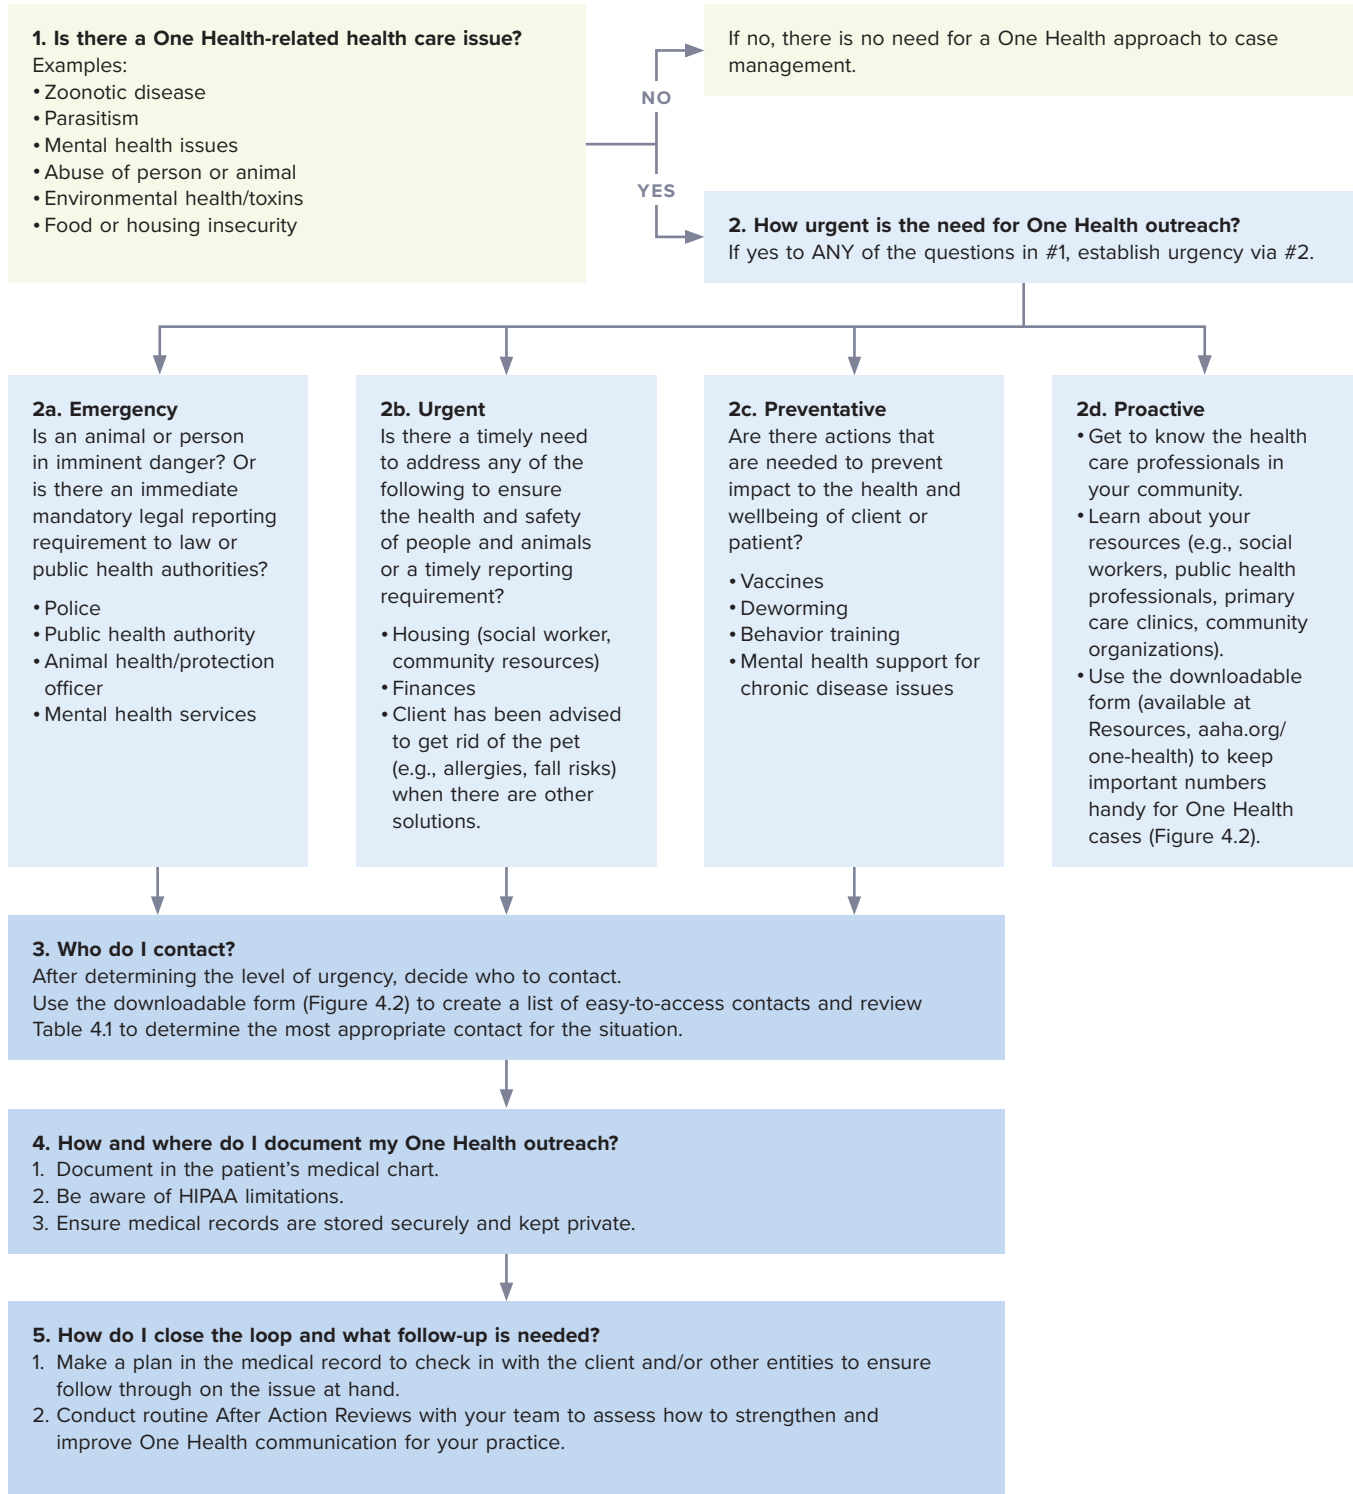 1. Is there a One Health-related health care issue?
Examples:
• Zoonotic disease
• Parasitism
• Mental health issues
• Abuse of person or animal
• Environmental health/toxins
• Food or housing insecurity
NO
If no, there is no need for a One Health approach to case
management.
YES
2. How urgent is the need for One Health outreach?
If yes to ANY of the questions in #1, establish urgency via #2.
2a. Emergency
Is an animal or person
in imminent danger? Or
is there an immediate
mandatory legal reporting
requirement to law or
public health authorities?
• Police
• Public health authority
• Animal health/protection
officer
• Mental health services
2b. Urgent
Is there a timely need
to address any of the
following to ensure
the health and safety
of people and animals
or a timely reporting
requirement?
• Housing (social worker,
community resources)
• Finances
• Client has been advised
to get rid of the pet
(e.g., allergies, fall risks)
when there are other
solutions.
2c. Preventative
Are there actions that
are needed to prevent
impact to the health and
wellbeing of client or
patient?
• Vaccines
• Deworming
• Behavior training
• Mental health support for
chronic disease issues
2d. Proactive
• Get to know the health
care professionals in
your community.
• Learn about your
resources (e.g., social
workers, public health
professionals, primary
care clinics, community
organizations).
• Use the downloadable
form (available at
Resources, aaha.org/
one-health) to keep
important numbers
handy for One Health
cases (Figure 4.2).
3. Who do I contact?
After determining the level of urgency, decide who to contact.
Use the downloadable form (Figure 4.2) to create a list of easy-to-access contacts and review
Table 4.1 to determine the most appropriate contact for the situation.
4. How and where do I document my One Health outreach?
1. Document in the patient’s medical chart.
2. Be aware of HIPAA limitations.
3. Ensure medical records are stored securely and kept private.
5. How do I close the loop and what follow-up is needed?
1. Make a plan in the medical record to check in with the client and/or other entities to ensure
follow through on the issue at hand.
2. Conduct routine After Action Reviews with your team to assess how to strengthen and
improve One Health communication for your practice.